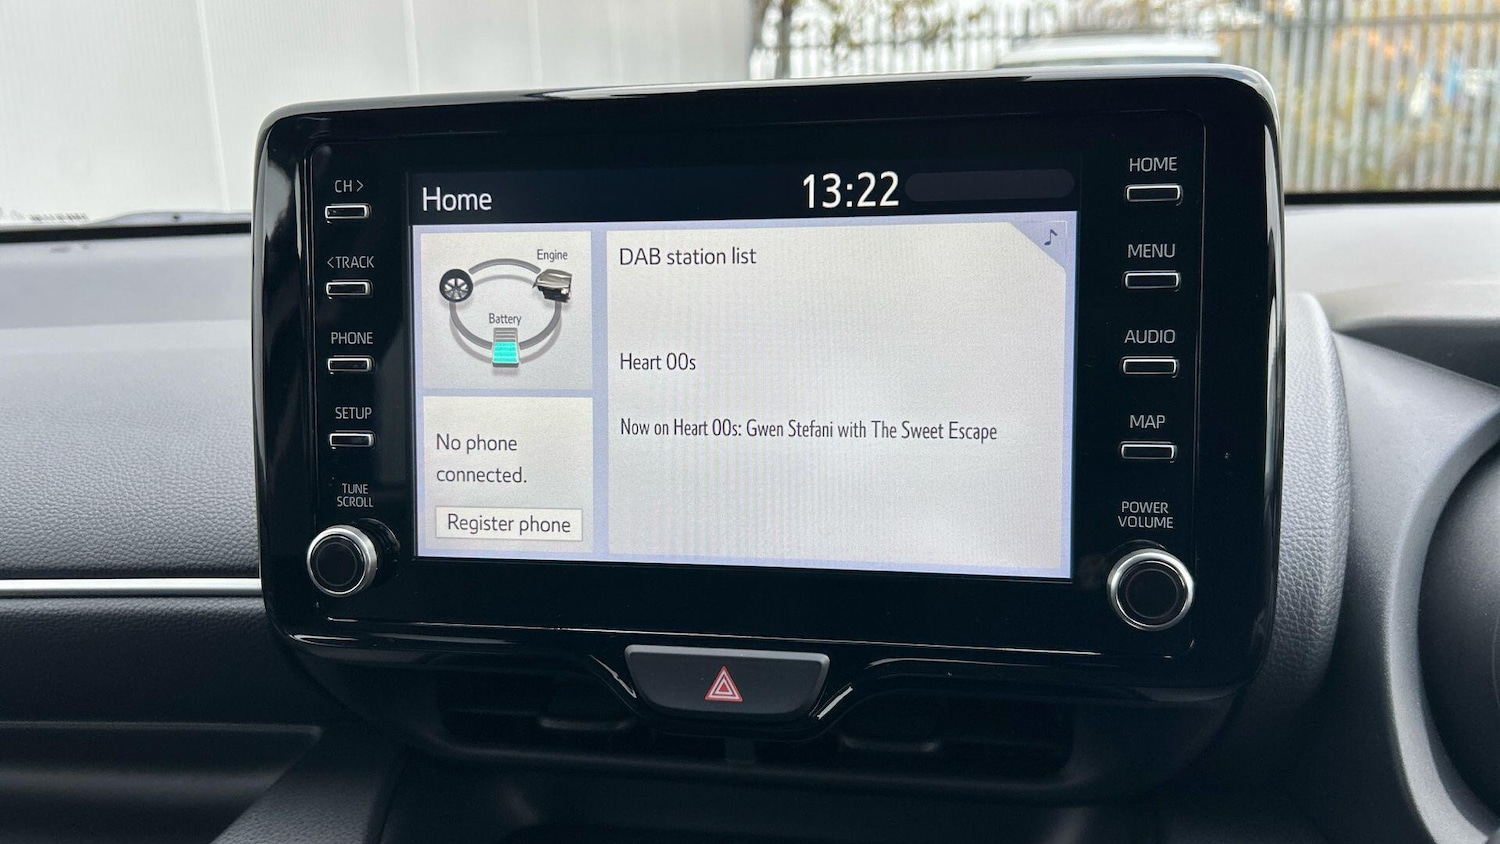 CH >
<TRACK
PHONE
SETUP
TUNE
SCROLL
Home
13:22
Engine
Battery
No phone
connected.
Register phone
DAB station list
Heart 00s
Now on Heart 00s: Gwen Stefani with The Sweet Escape
HOME
MENU
AUDIO
MAP
POWER
VOLUME